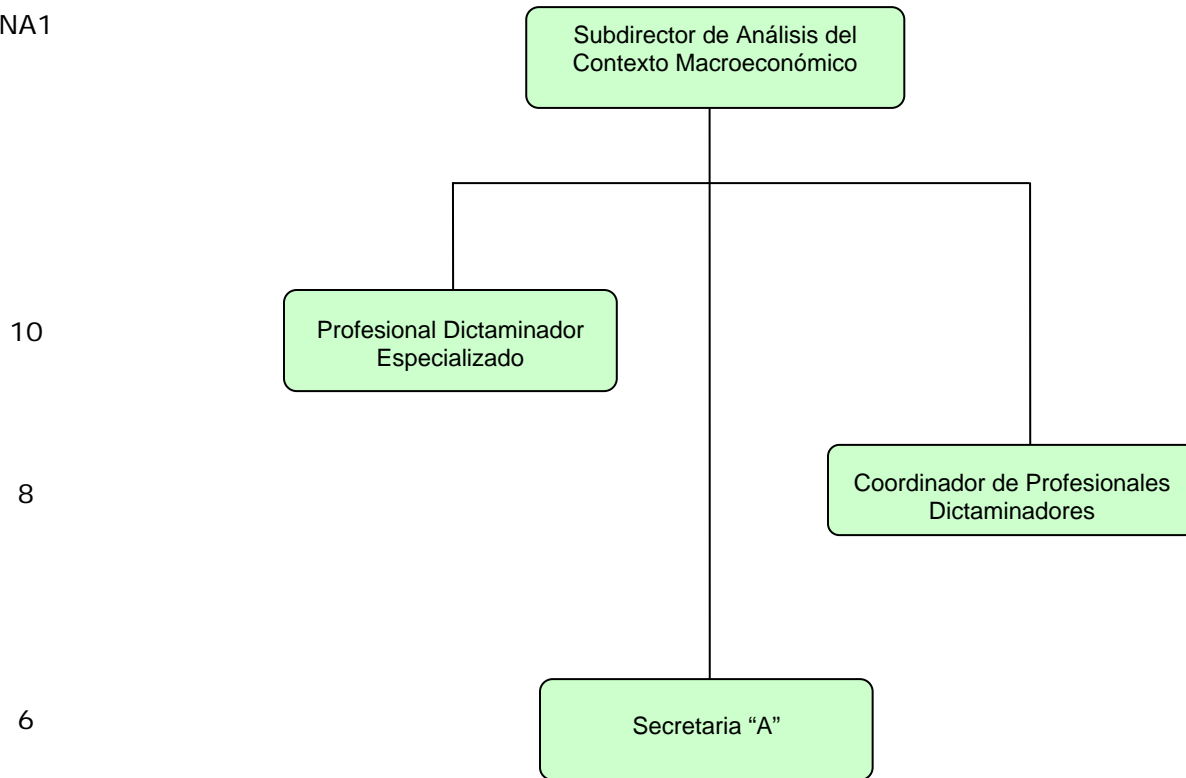 NA1
Subdirector de Análisis del
Contexto Macroeconómico
10
Profesional Dictaminador
Especializado
8
Coordinador de Profesionales
Dictaminadores
6
Secretaria “A”